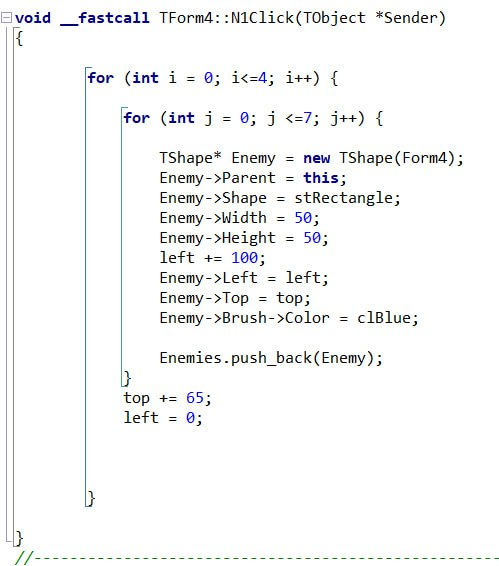 void __fastcall TForm4::N1Click(TObject *Sender)
{
for (int i = 0; i<=4; i++) {
for (int j = 0; j <=7; j++) {
TShape* Enemy = new TShape(Form4);
Enemy->Parent = this;
Enemy->Shape = stRectangle;
Enemy->Width = 50;
Enemy->Height = 50;
left += 100;
Enemy->Left = left;
Enemy->Top = top;
Enemy->Brush->Color = clBlue;
Enemies.push_back(Enemy);
}
top += 65;
left = 0;
}
}
//----------------------------------------------------